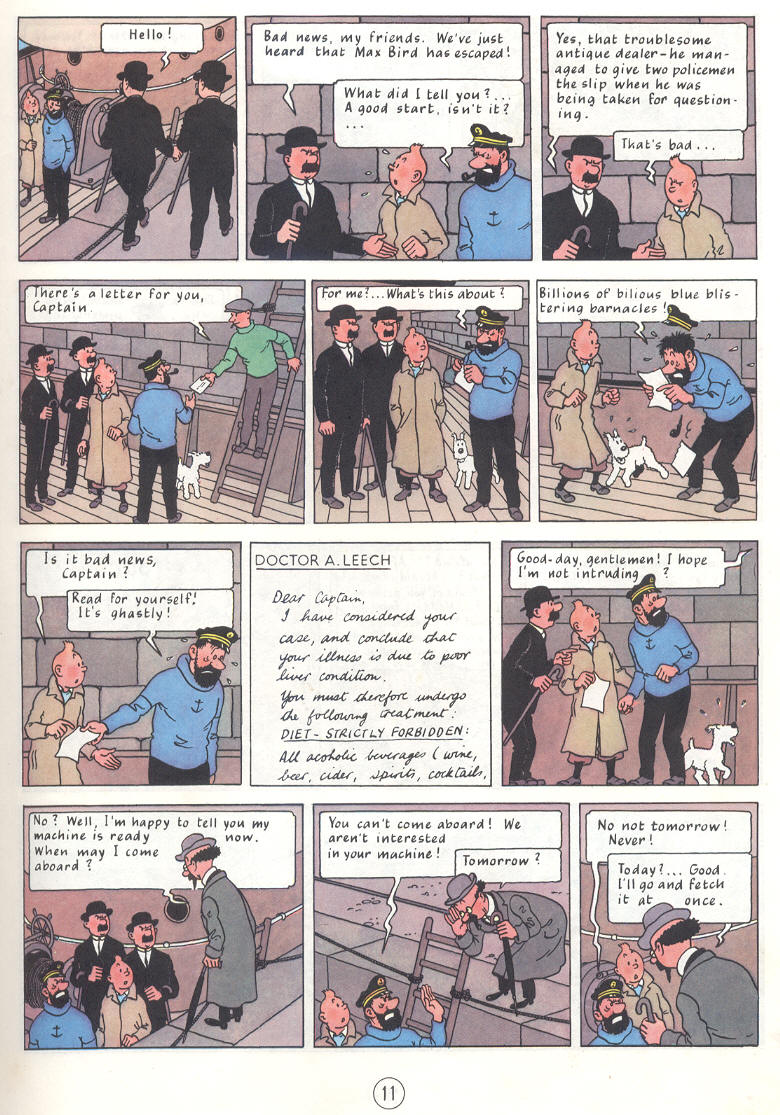 Hello!
Bad news, my friends. We've just
heard that Max Bird has escaped!
What did I tell you?...
A good start, isn't it?
...
Yes, that troublesome
antique dealer-he man-
aged to give two policemen
the slip when he was
being taken for question-
ing.
That's bad...
There's a letter for you,
Captain.
For me?...What's this about?
Billions of bilious blue blis-
tering barnacles!
Is it bad news,
Captain?
Read for yourself!
It's ghastly!
DOCTOR A. LEECH
Dear Captain,
I have considered your
case, and conclude that
your illness is due to poor
liver condition.
You must therefore undergo
the following treatment:
DIET - STRICTLY FORBIDDEN:
All acoholic beverages (wine,
beer, cider, spirits, cocktails,
Good-day, gentlemen! I hope
I'm not intruding ?
No? Well, I'm happy to tell you my
machine is ready now.
When may I come
aboard?
You can't come aboard! We
aren't interested
in your machine!
Tomorrow?
No not tomorrow!
Never!
Today?... Good.
I'll go and fetch
it at once.
11